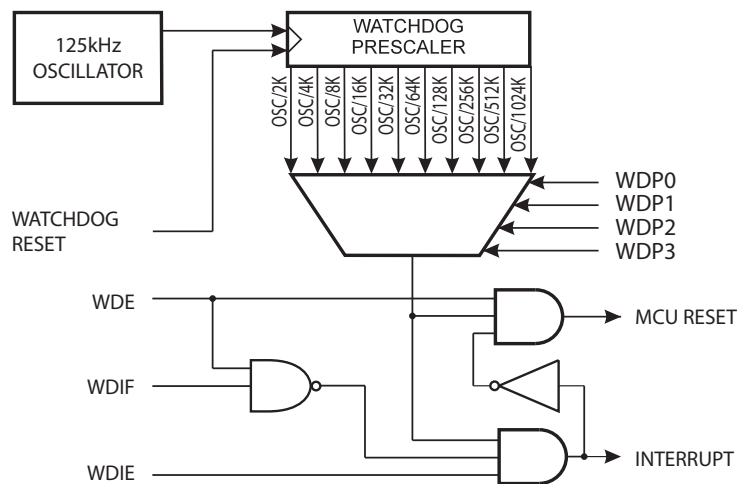 125kHz
OSCILLATOR
WATCHDOG
PRESCALER
OSC/2K
OSC/4K
OSC/8K
OSC/16K
OSC/32K
OSC/64K
OSC/128K
OSC/256K
OSC/512K
OSC/1024K
WDP0
WDP1
WDP2
WDP3
WATCHDOG
RESET
WDE
MCU RESET
WDIF
WDIE
INTERRUPT